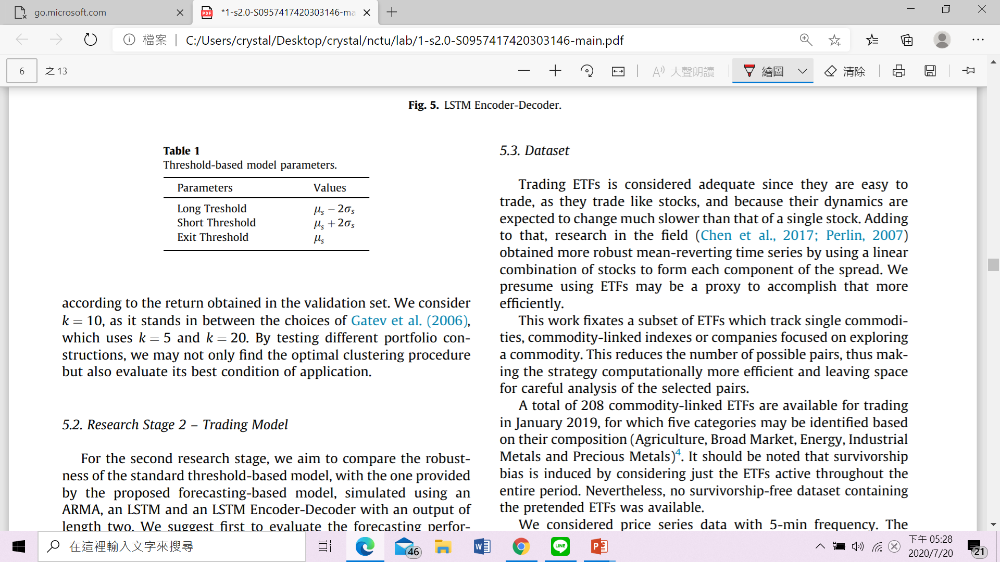 go.microsoft.com
*1-s2.0-S0957417420303146-ma
檔案
C:/Users/crystal/Desktop/crystal/nctu/lab/1-s2.0-S0957417420303146-main.pdf
6 之 13
大聲朗讀
繪圖
清除
Fig. 5. LSTM Encoder-Decoder.
Table 1
Threshold-based model parameters.
Parameters Values
Long Treshold μs − 2σs
Short Threshold μs + 2σs
Exit Threshold μs
according to the return obtained in the validation set. We consider
k = 10, as it stands in between the choices of Gatev et al. (2006),
which uses k = 5 and k = 20. By testing different portfolio con-
structions, we may not only find the optimal clustering procedure
but also evaluate its best condition of application.
5.2. Research Stage 2 – Trading Model
For the second research stage, we aim to compare the robust-
ness of the standard threshold-based model, with the one provided
by the proposed forecasting-based model, simulated using an
ARMA, an LSTM and an LSTM Encoder-Decoder with an output of
length two. We suggest first to evaluate the forecasting perfor-
5.3. Dataset
Trading ETFs is considered adequate since they are easy to
trade, as they trade like stocks, and because their dynamics are
expected to change much slower than that of a single stock. Adding
to that, research in the field (Chen et al., 2017; Perlin, 2007)
obtained more robust mean-reverting time series by using a linear
combination of stocks to form each component of the spread. We
presume using ETFs may be a proxy to accomplish that more
efficiently.
This work fixates a subset of ETFs which track single commodi-
ties, commodity-linked indexes or companies focused on exploring
a commodity. This reduces the number of possible pairs, thus mak-
ing the strategy computationally more efficient and leaving space
for careful analysis of the selected pairs.
A total of 208 commodity-linked ETFs are available for trading
in January 2019, for which five categories may be identified based
on their composition (Agriculture, Broad Market, Energy, Industrial
Metals and Precious Metals)4. It should be noted that survivorship
bias is induced by considering just the ETFs active throughout the
entire period. Nevertheless, no survivorship-free dataset containing
the pretended ETFs was available.
We considered price series data with 5-min frequency. The
在這裡輸入文字來搜尋
46
LINE
下午 05:28
2020/7/20
21